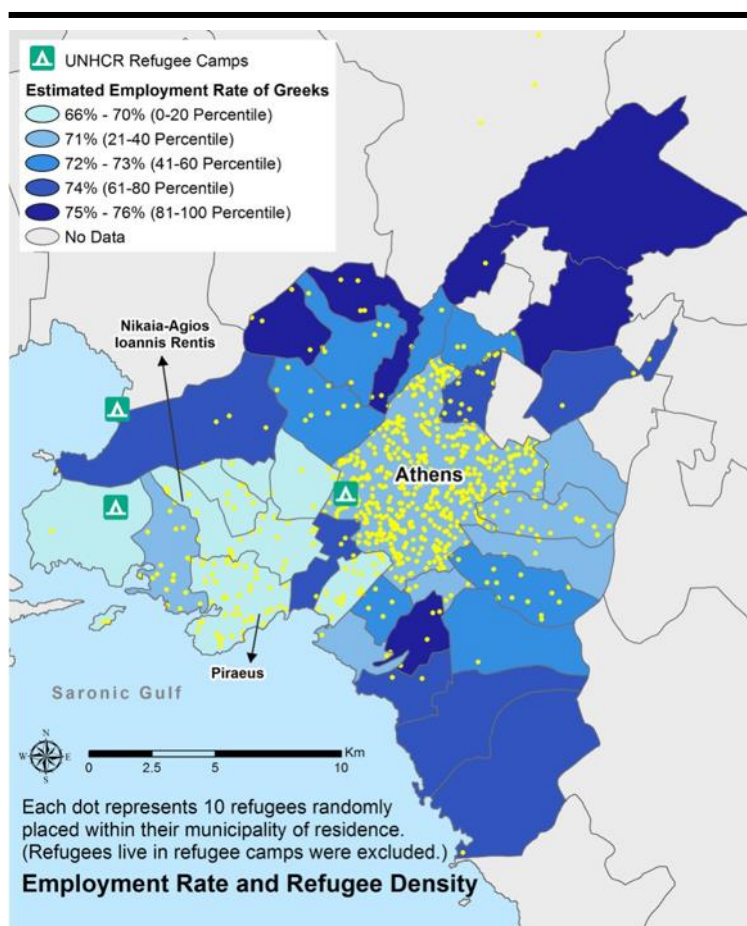 UNHCR Refugee Camps
Estimated Employment Rate of Greeks
66% - 70% (0-20 Percentile)
71% (21-40 Percentile)
72% - 73% (41-60 Percentile)
74% (61-80 Percentile)
75% - 76% (81-100 Percentile)
No Data
Nikaia-Agios
Ioannis Rentis
Athens
Piraeus
Saronic Gulf
N
W E
S
Km
0 2.5 5 10
Each dot represents 10 refugees randomly
placed within their municipality of residence.
(Refugees live in refugee camps were excluded.)
Employment Rate and Refugee Density